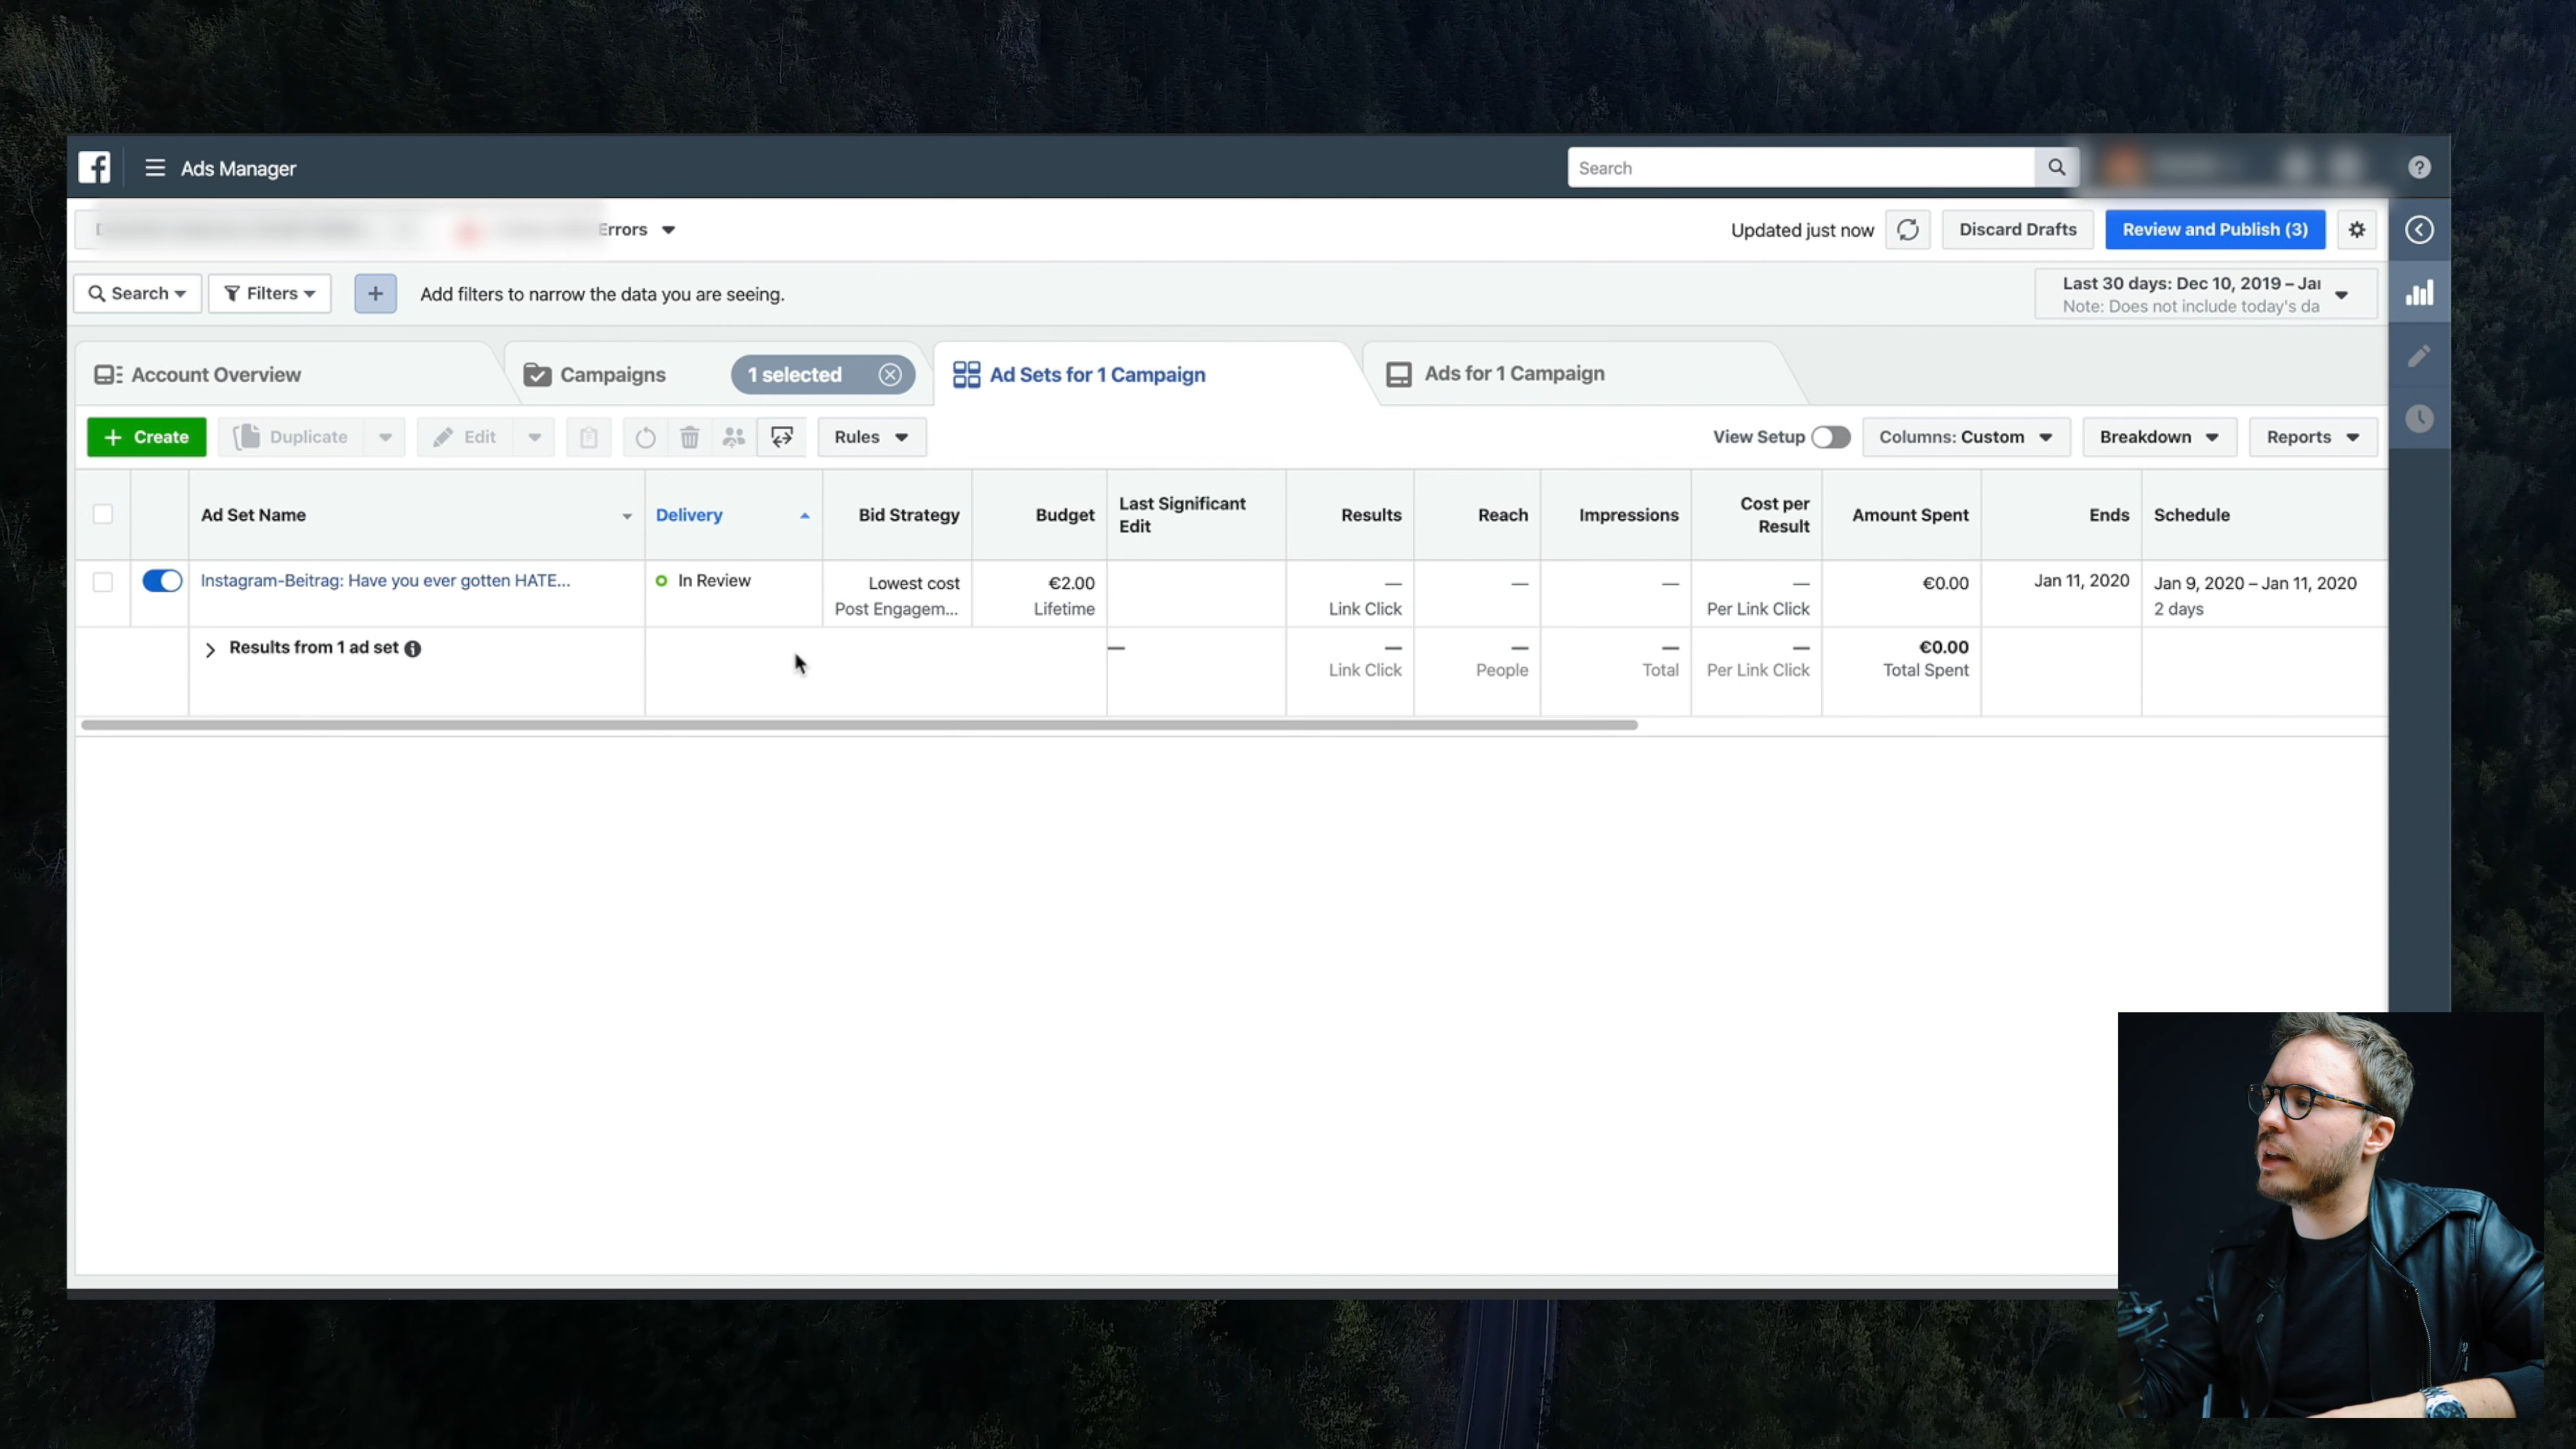 Ads Manager
Search
Errors
Updated just now
Discard Drafts
Review and Publish (3)
Search
Filters
Add filters to narrow the data you are seeing.
Last 30 days: Dec 10, 2019 – Jan
Note: Does not include today's da
Account Overview
Campaigns
1 selected
Ad Sets for 1 Campaign
Ads for 1 Campaign
+ Create
Duplicate
Edit
Rules
View Setup
Columns: Custom
Breakdown
Reports
Ad Set Name
Delivery
Bid Strategy
Budget
Last Significant
Edit
Results
Reach
Impressions
Cost per
Result
Amount Spent
Ends
Schedule
Instagram-Beitrag: Have you ever gotten HATE...
In Review
Lowest cost
Post Engagem...
€2.00
Lifetime
—
Link Click
—
—
—
Per Link Click
€0.00
Jan 11, 2020
Jan 9, 2020 – Jan 11, 2020
2 days
Results from 1 ad set
—
—
Link Click
—
People
—
Total
—
Per Link Click
€0.00
Total Spent